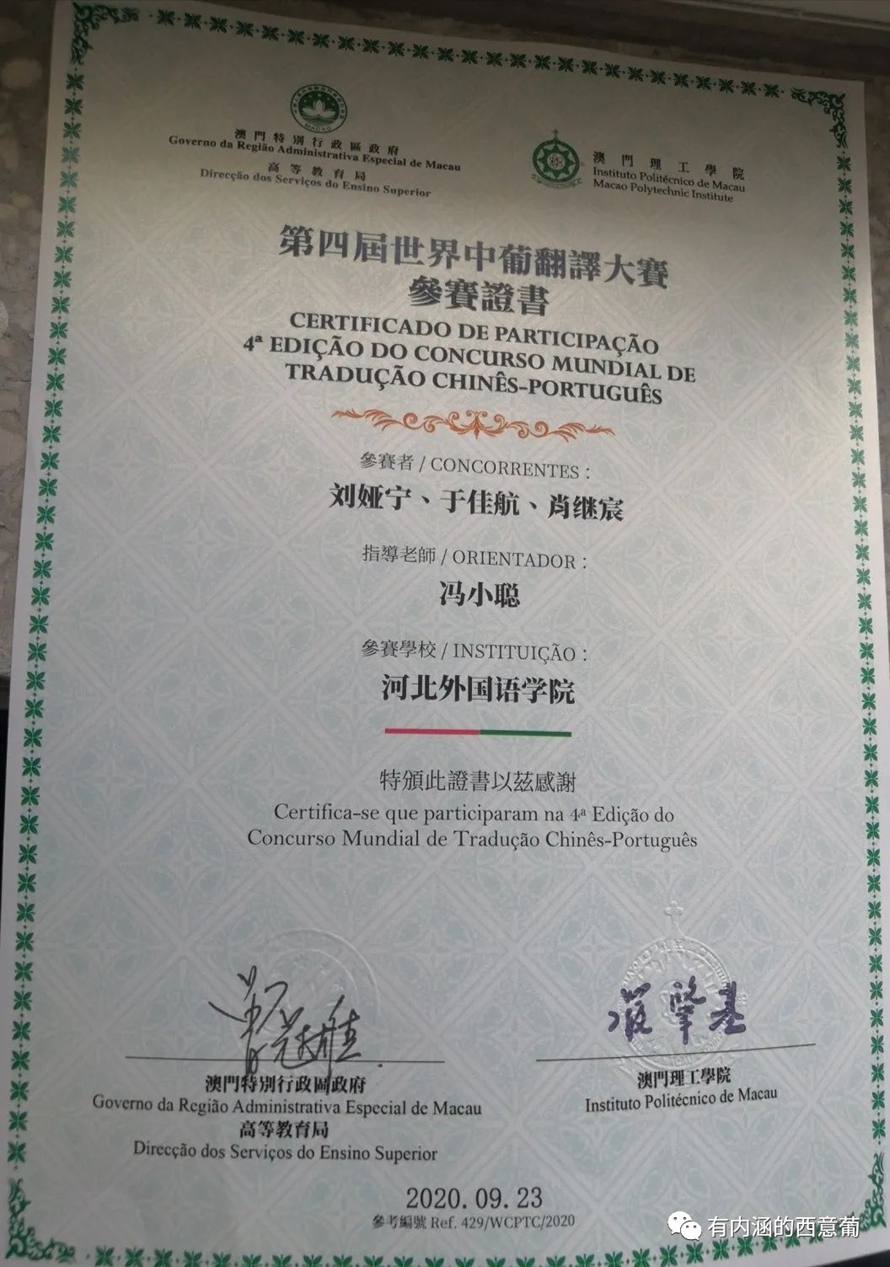 澳門特別行政區政府
Governo da Região Administrativa Especial de Macau
高等教育局
Direcção dos Serviços do Ensino Superior
澳門理工學院
Instituto Politécnico de Macau
Macao Polytechnic Institute
第四屆世界中葡翻譯大賽
參賽證書
CERTIFICADO DE PARTICIPAÇÃO
4ª EDIÇÃO DO CONCURSO MUNDIAL DE
TRADUÇÃO CHINÊS-PORTUGUÊS
參賽者 / CONCORRENTES：
刘娅宁、于佳航、肖继宸
指導老師 / ORIENTADOR：
冯小聪
參賽學校 / INSTITUIÇÃO：
河北外国语学院
特頒此證書以茲感謝
Certifica-se que participaram na 4ª Edição do
Concurso Mundial de Tradução Chinês-Português
澳門特別行政區政府
Governo da Região Administrativa Especial de Macau
高等教育局
Direcção dos Serviços do Ensino Superior
澳門理工學院
Instituto Politécnico de Macau
2020.09.23
參考編號 Ref. 429/WCPTC/2020
有内涵的西意葡